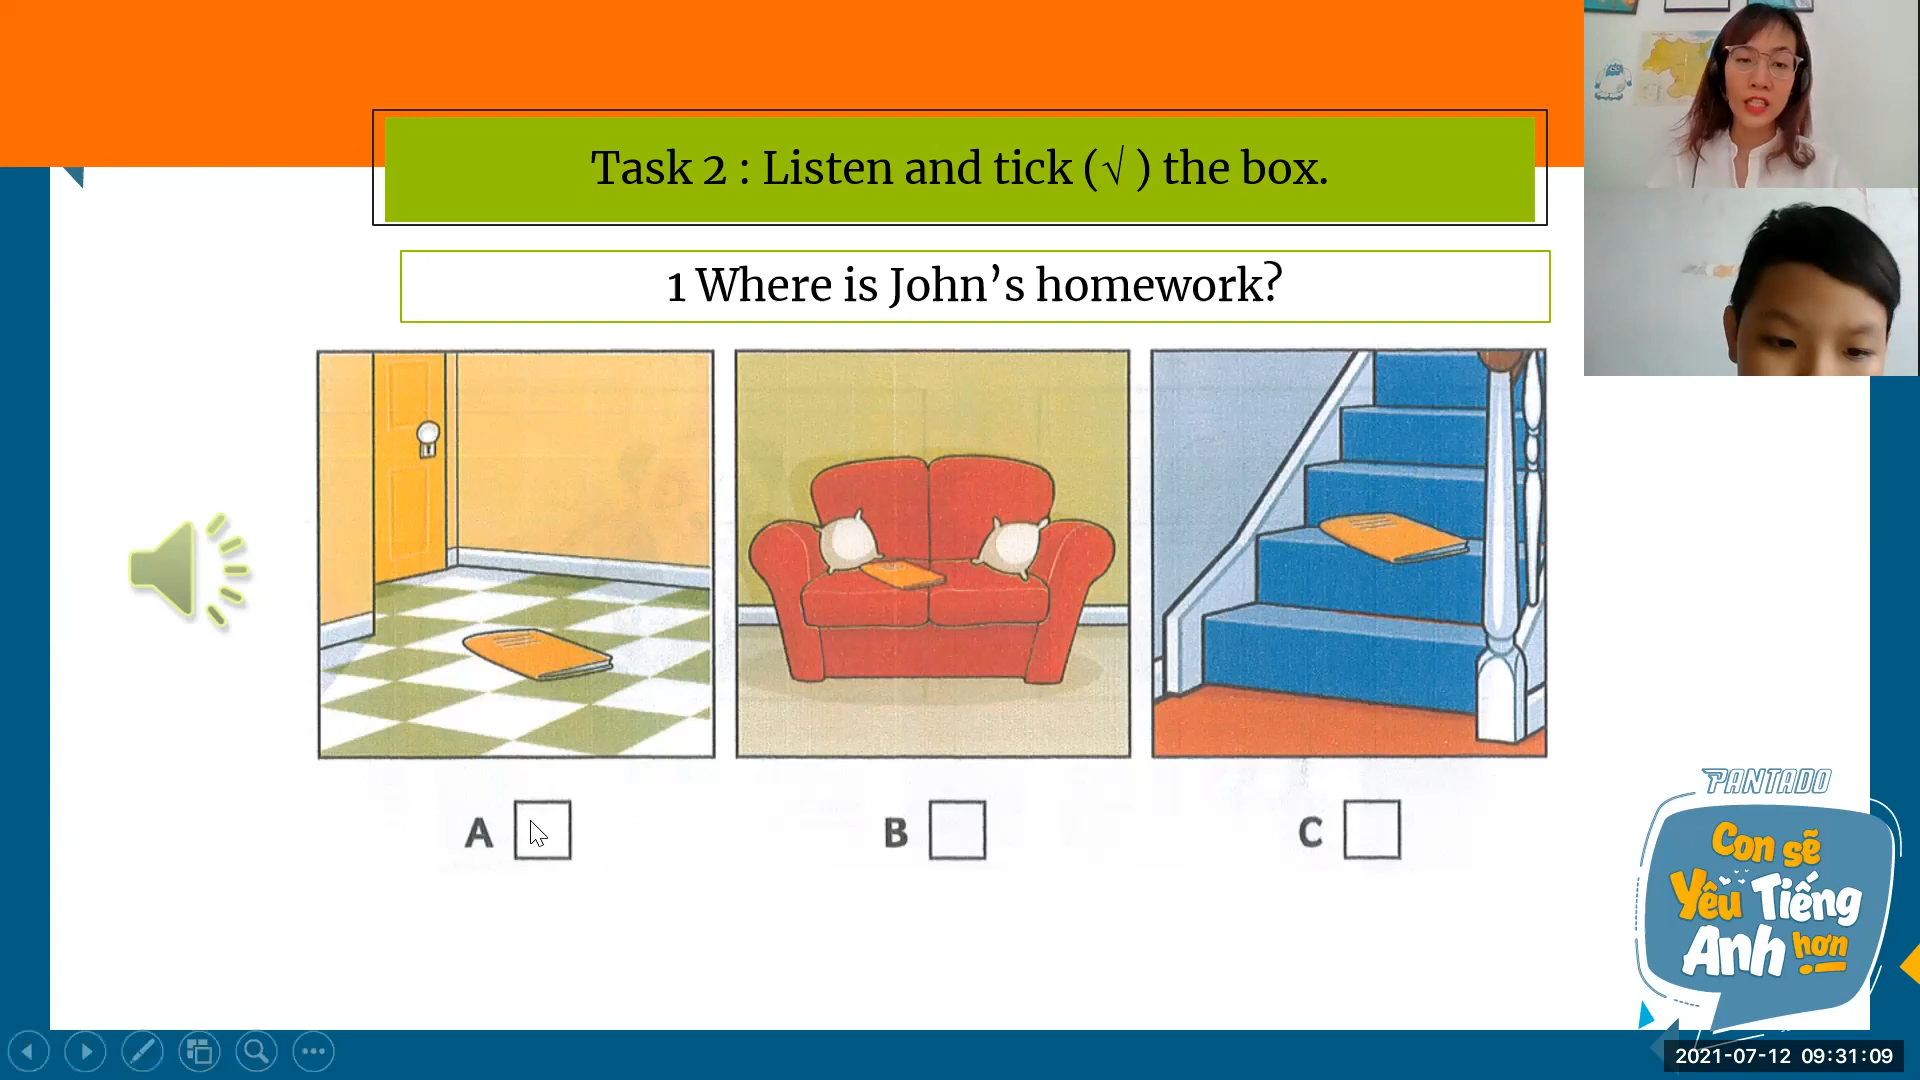 Task 2 : Listen and tick (√ ) the box.
1 Where is John’s homework?
A
B
C
PANTADO
Con sẽ
Yêu Tiếng
Anh hơn
2021-07-12 09:31:09